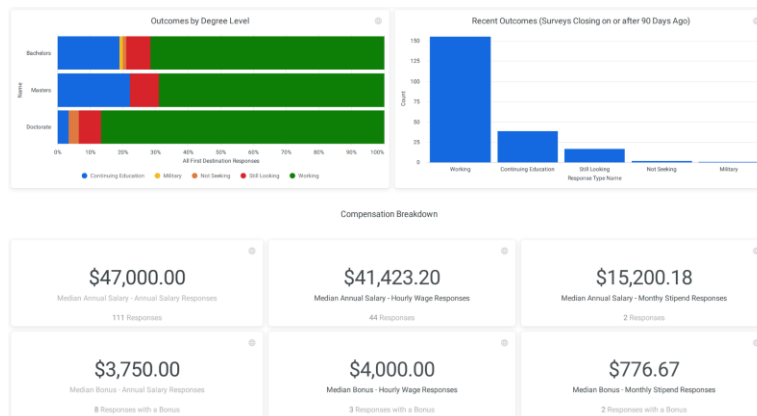 Outcomes by Degree Level
Name
Bachelors
Masters
Doctorate
0% 10% 20% 30% 40% 50% 60% 70% 80% 90% 100%
All First Destination Responses
Continuing Education Military Not Seeking Still Looking Working
Recent Outcomes (Surveys Closing on or after 90 Days Ago)
Count
150
125
100
75
50
25
0
Working Continuing Education Still Looking Not Seeking Military
Response Type Name
Compensation Breakdown
$47,000.00
Median Annual Salary - Annual Salary Responses
111 Responses
$41,423.20
Median Annual Salary - Hourly Wage Responses
44 Responses
$15,200.18
Median Annual Salary - Monthy Stipend Responses
2 Responses
$3,750.00
Median Bonus - Annual Salary Responses
8 Responses with a Bonus
$4,000.00
Median Bonus - Hourly Wage Responses
3 Responses with a Bonus
$776.67
Median Bonus - Monthly Stipend Responses
2 Responses with a Bonus